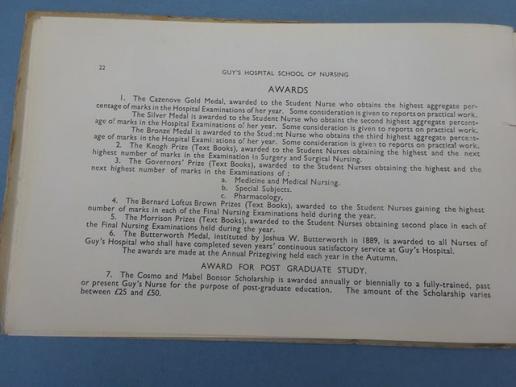 22
GUY'S HOSPITAL SCHOOL OF NURSING
AWARDS
1. The Cazenove Gold Medal, awarded to the Student Nurse who obtains the highest aggregate per-
centage of marks in the Hospital Examinations of her year. Some consideration is given to reports on practical work.
The Silver Medal is awarded to the Student Nurse who obtains the second highest aggregate percent-
age of marks in the Hospital Examinations of her year. Some consideration is given to reports on practical work.
The Bronze Medal is awarded to the Student Nurse who obtains the third highest aggregate percent-
age of marks in the Hospital Examinations of her year. Some consideration is given to reports on practical work.
2. The Keogh Prize (Text Books), awarded to the Student Nurses obtaining the highest and the next
highest number of marks in the Examination in Surgery and Surgical Nursing.
3. The Governors' Prize (Text Books), awarded to the Student Nurses obtaining the highest and the
next highest number of marks in the Examinations of :
a. Medicine and Medical Nursing.
b. Special Subjects.
c. Pharmacology.
4. The Bernard Loftus Brown Prizes (Text Books), awarded to the Student Nurses gaining the highest
number of marks in each of the Final Nursing Examinations held during the year.
5. The Morrison Prizes (Text Books), awarded to the Student Nurses obtaining second place in each of
the Final Nursing Examinations held during the year.
6. The Butterworth Medal, instituted by Joshua W. Butterworth in 1889, is awarded to all Nurses of
Guy's Hospital who shall have completed seven years' continuous satisfactory service at Guy's Hospital.
The awards are made at the Annual Prizegiving held each year in the Autumn.
AWARD FOR POST GRADUATE STUDY.
7. The Cosmo and Mabel Bonsor Scholarship is awarded annually or biennially to a fully-trained, past
or present Guy's Nurse for the purpose of post-graduate education. The amount of the Scholarship varies
between £25 and £50.